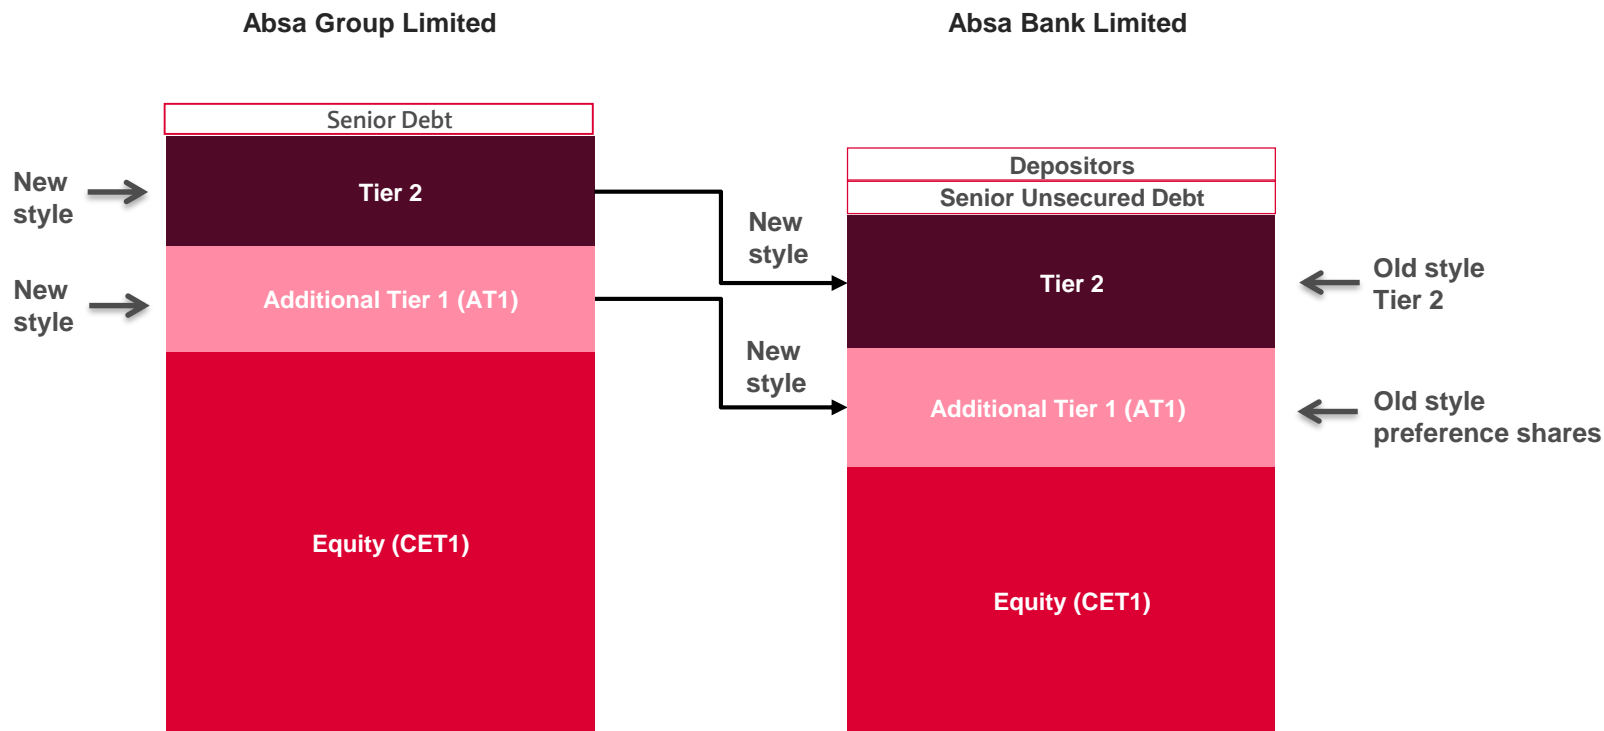 Absa Group Limited
Absa Bank Limited
Senior Debt
New
style
Tier 2
New
style
Additional Tier 1 (AT1)
Equity (CET1)
New
style
New
style
Depositors
Senior Unsecured Debt
Tier 2
Old style
Tier 2
Additional Tier 1 (AT1)
Old style
preference shares
Equity (CET1)